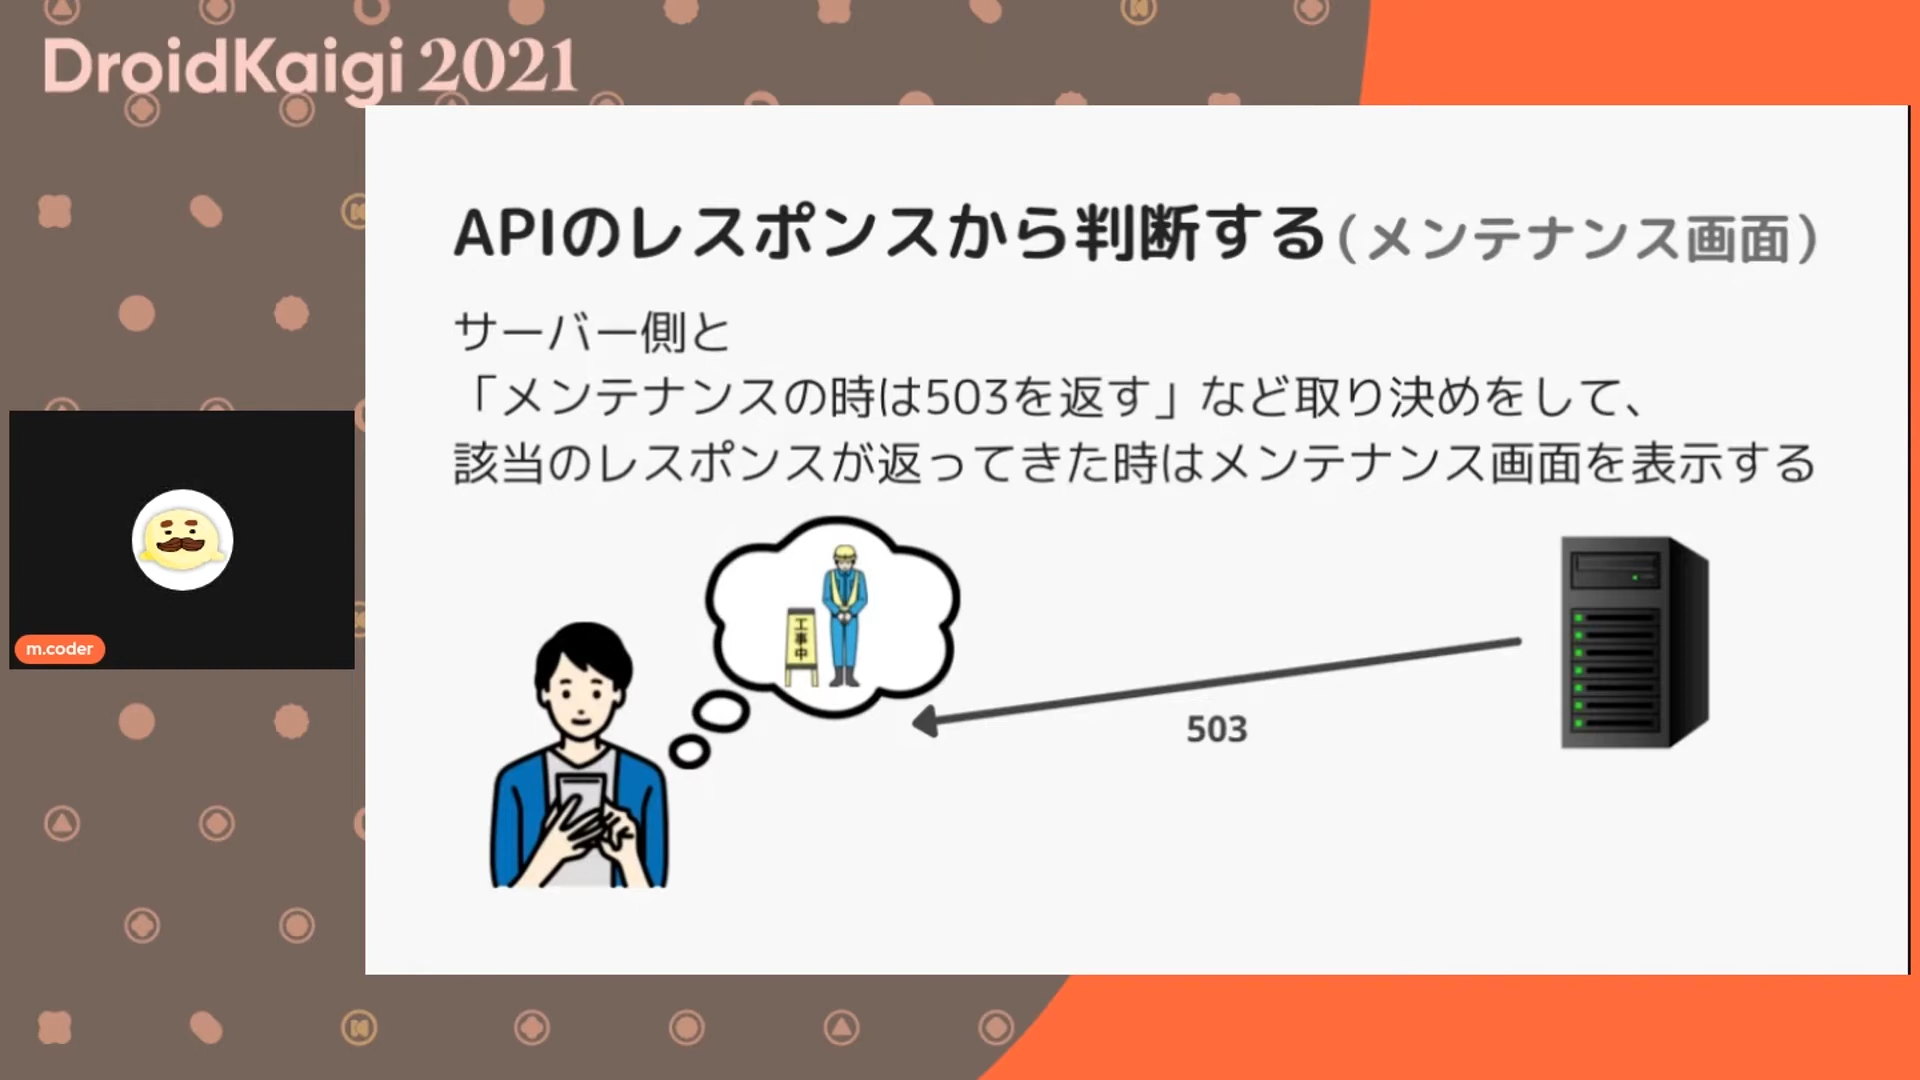 DroidKaigi 2021
APIのレスポンスから判断する(メンテナンス画面)
サーバー側と
「メンテナンスの時は503を返す」など取り決めをして、
該当のレスポンスが返ってきた時はメンテナンス画面を表示する
工事中
503
m.coder